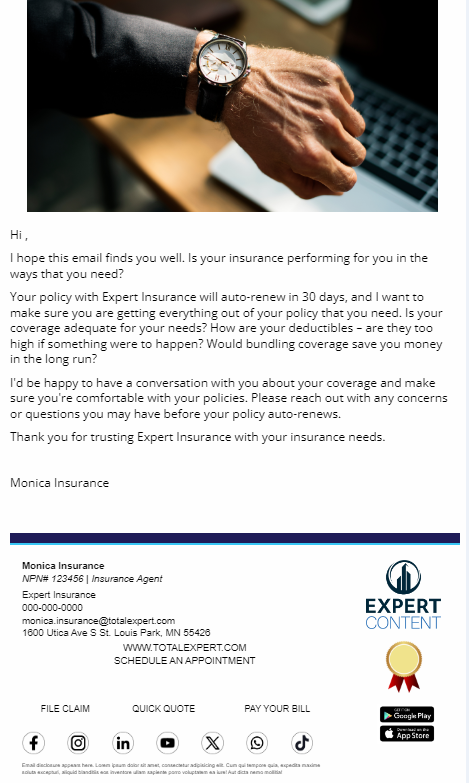 Hi ,
I hope this email finds you well. Is your insurance performing for you in the
ways that you need?
Your policy with Expert Insurance will auto-renew in 30 days, and I want to
make sure you are getting everything out of your policy that you need. Is your
coverage adequate for your needs? How are your deductibles – are they too
high if something were to happen? Would bundling coverage save you money
in the long run?
I'd be happy to have a conversation with you about your coverage and make
sure you're comfortable with your policies. Please reach out with any concerns
or questions you may have before your policy auto-renews.
Thank you for trusting Expert Insurance with your insurance needs.
Monica Insurance
Monica Insurance
NPN# 123456 | Insurance Agent
Expert Insurance
000-000-0000
monica.insurance@totalexpert.com
1600 Utica Ave S St. Louis Park, MN 55426
WWW.TOTALEXPERT.COM
SCHEDULE AN APPOINTMENT
EXPERT
CONTENT
FILE CLAIM QUICK QUOTE PAY YOUR BILL
GET IT ON
Google Play
Download on the
App Store
Email disclosure appears here. Lorem ipsum dolor sit amet, consectetur adipisicing elit. Cum qui tempore quia, expedita maxime
soluta excepturi, aliquid blanditiis eos inventore ullam sapiente porro voluptatem ea iure! Aut dicta nemo mollitia!